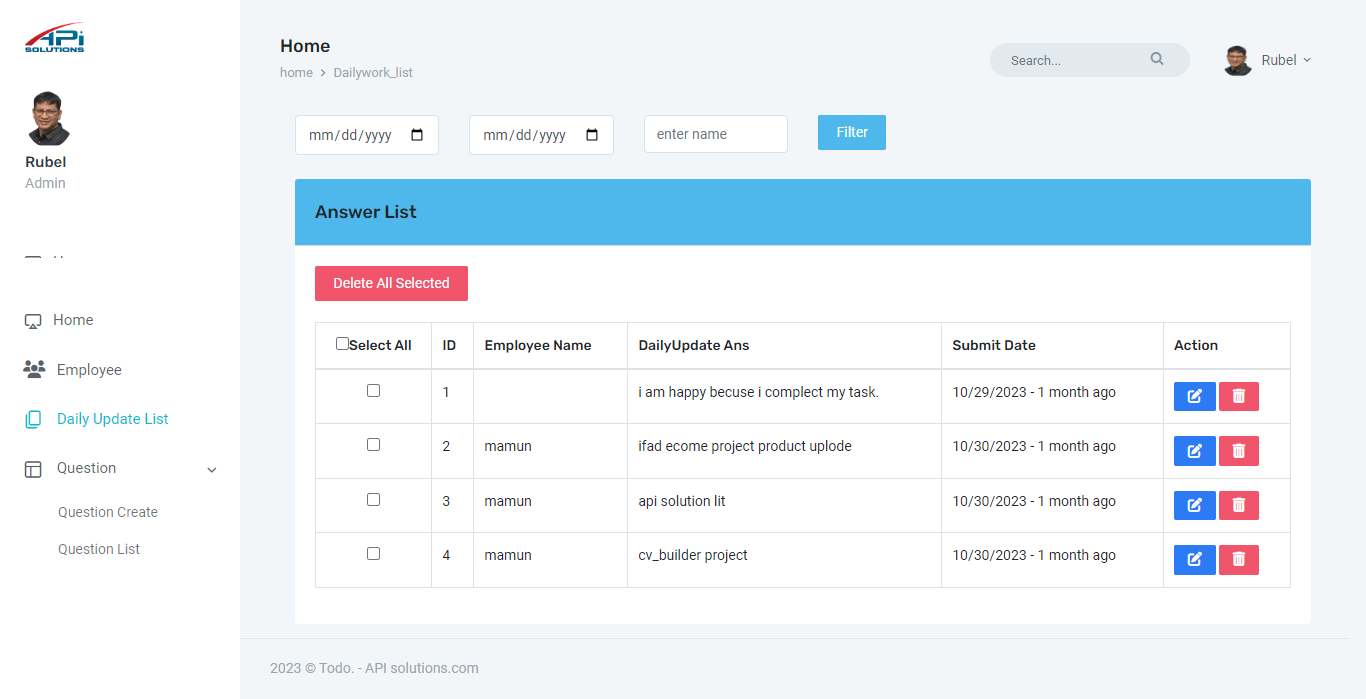 API
SOLUTIONS
Rubel
Admin
Home
Employee
Daily Update List
Question
Question Create
Question List
Home
home > Dailywork_list
Search...
Rubel
mm/dd/yyyy
mm/dd/yyyy
enter name
Filter
Answer List
Delete All Selected
Select All ID Employee Name DailyUpdate Ans Submit Date Action
1 i am happy becuse i complect my task. 10/29/2023 - 1 month ago
2 mamun ifad ecome project product uplode 10/30/2023 - 1 month ago
3 mamun api solution lit 10/30/2023 - 1 month ago
4 mamun cv_builder project 10/30/2023 - 1 month ago
2023 © Todo. - API solutions.com